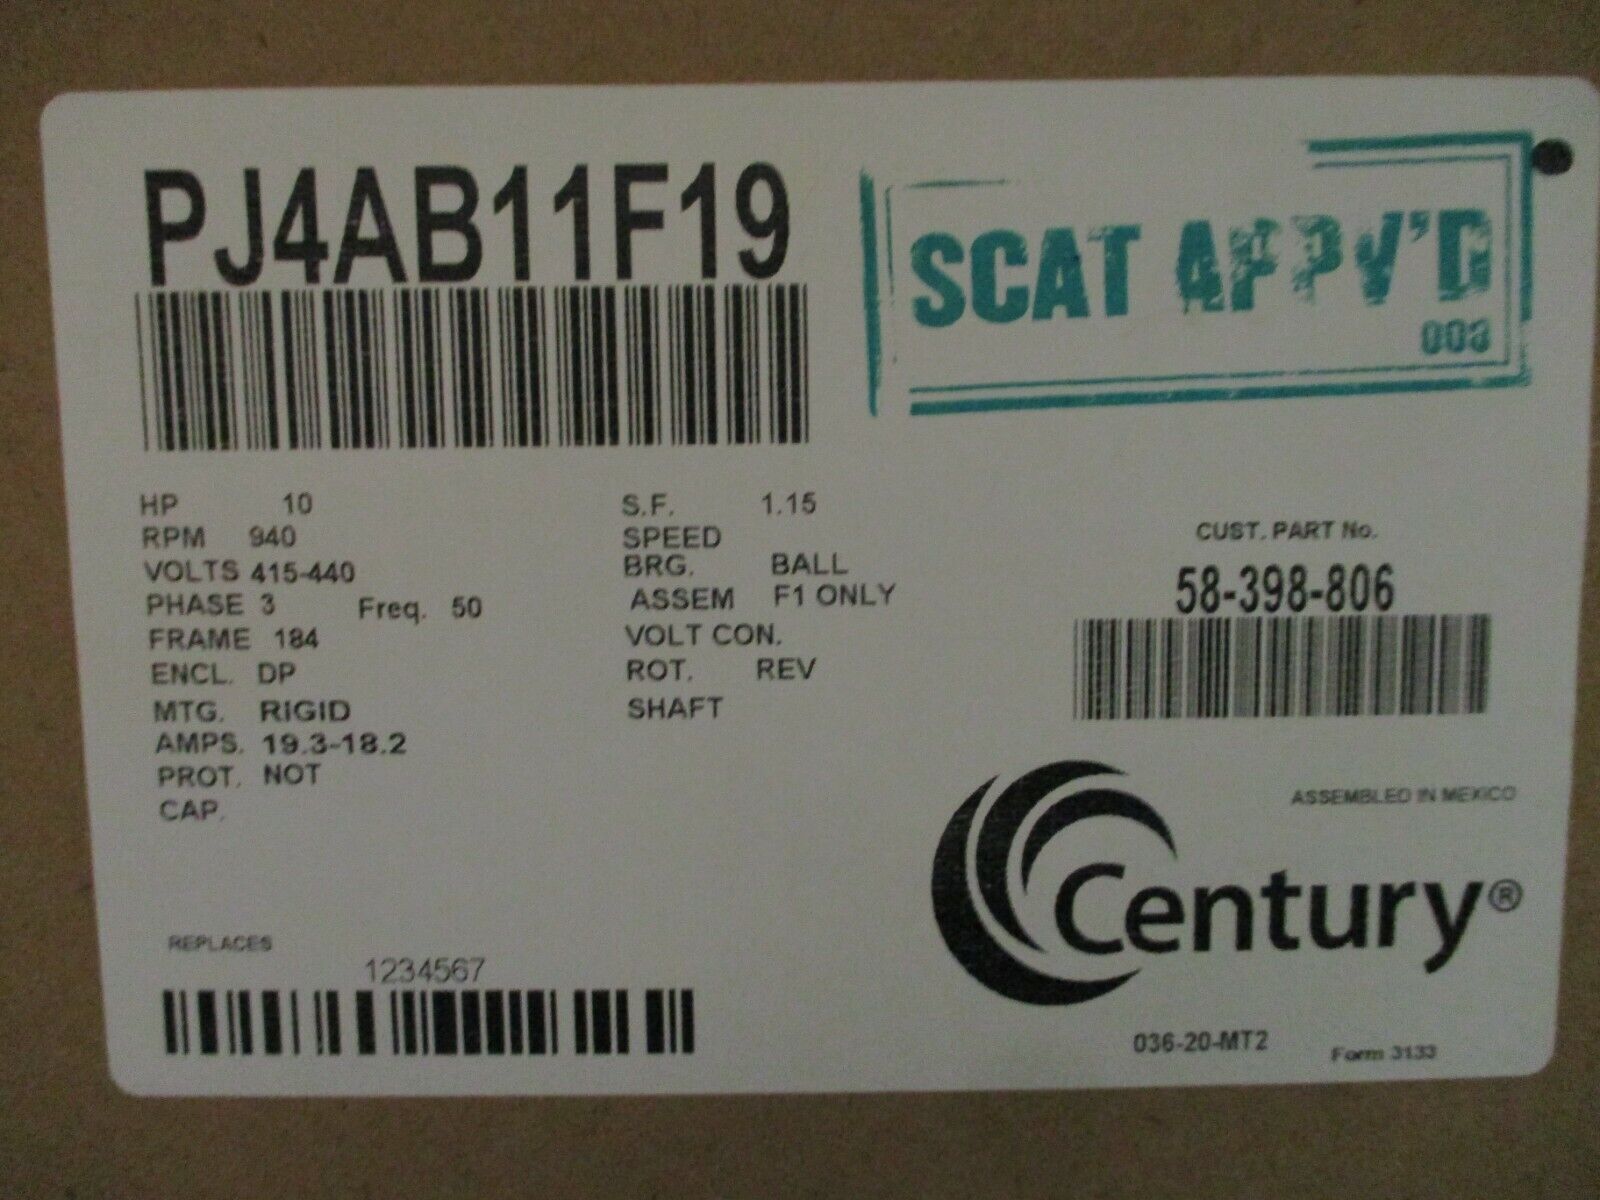 PJ4AB11F19
SCAT APPV'D
003
HP 10
RPM 940
VOLTS 415-440
PHASE 3 Freq. 50
FRAME 184
ENCL. DP
MTG. RIGID
AMPS. 19.3-18.2
PROT. NOT
CAP.
S.F. 1.15
SPEED
BRG. BALL
ASSEM F1 ONLY
VOLT CON.
ROT. REV
SHAFT
CUST. PART No.
58-398-806
ASSEMBLED IN MEXICO
Century®
REPLACES
1234567
036-20-MT2
Form 3133